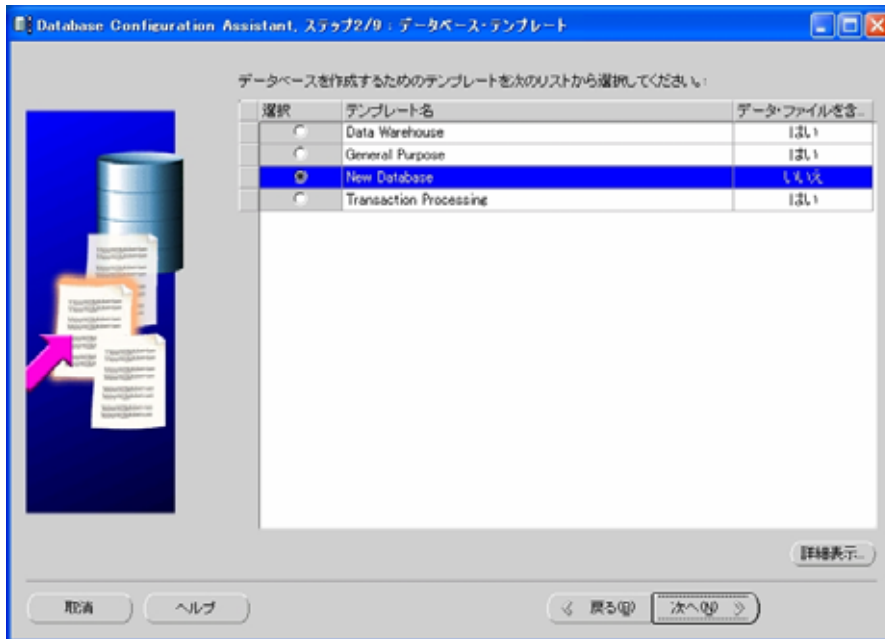 Database Configuration Assistant, ステップ2/9 : データベース・テンプレート
データベースを作成するためのテンプレートを次のリストから選択してください。:
選択 テンプレート名 データ・ファイルを含...
Data Warehouse はい
General Purpose はい
New Database いいえ
Transaction Processing はい
詳細表示...
取消 ヘルプ 戻る(B) 次へ(N)